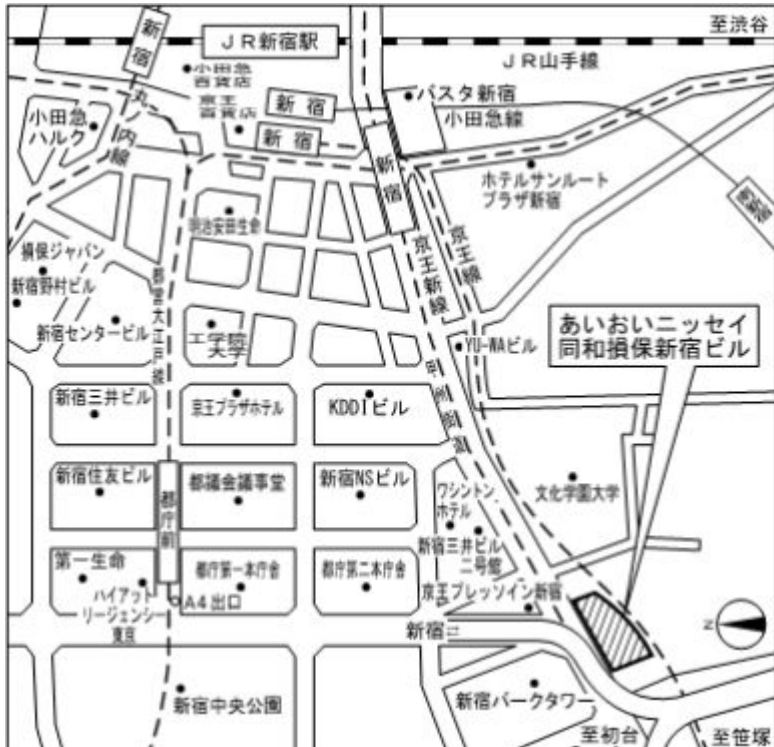 至渋谷
新宿
JR新宿駅
JR山手線
小田急
百貨店
京王
百貨店
新宿
バスタ新宿
小田急線
丸ノ内線
小田急
ハルク
新宿
新宿
ホテルサンルート
プラザ新宿
明治安田生命
京王新線
京王線
損保ジャパン
新宿野村ビル
都営大江戸線
新宿センタービル
工学院
大学
YU-WAビル
あいおいニッセイ
同和損保新宿ビル
新宿三井ビル
京王プラザホテル
KDDIビル
新宿住友ビル
都庁前
都議会議事堂
新宿NSビル
ワシントン
ホテル
文化学園大学
新宿三井ビル
二号館
第一生命
ハイアット
リージェンシー
東京
A4出口
都庁第一本庁舎
都庁第二本庁舎
京王プレッソイン新宿
N
新宿中央公園
新宿パークタワー
至初台
至笹塚